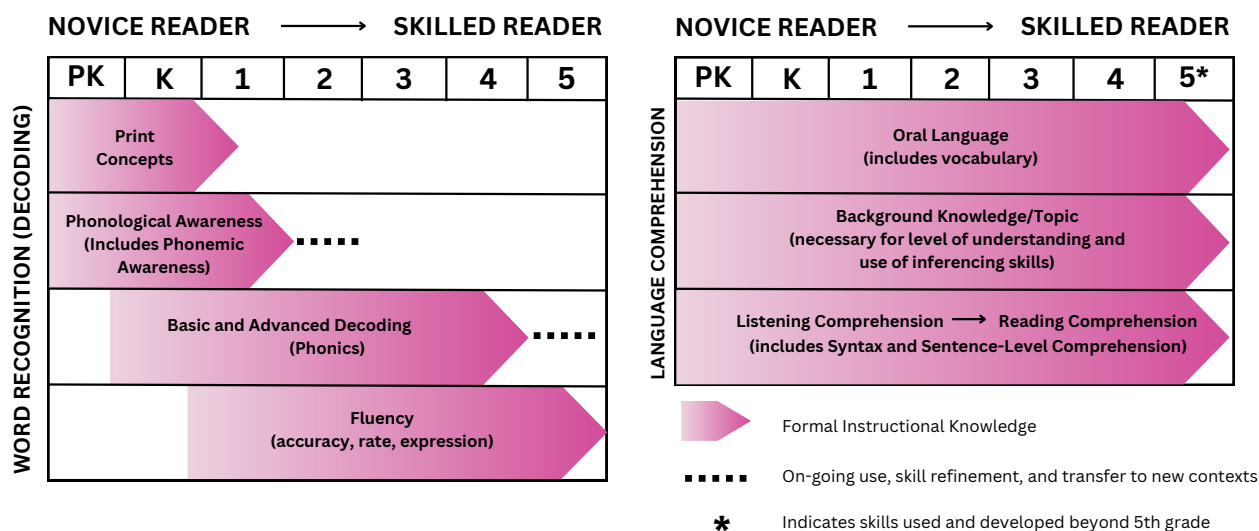 NOVICE READER → SKILLED READER
PK K 1 2 3 4 5
WORD RECOGNITION (DECODING)
Print
Concepts
Phonological Awareness
(Includes Phonemic
Awareness)
Basic and Advanced Decoding
(Phonics)
Fluency
(accuracy, rate, expression)
NOVICE READER → SKILLED READER
PK K 1 2 3 4 5*
LANGUAGE COMPREHENSION
Oral Language
(includes vocabulary)
Background Knowledge/Topic
(necessary for level of understanding and
use of inferencing skills)
Listening Comprehension → Reading Comprehension
(includes Syntax and Sentence-Level Comprehension)
Formal Instructional Knowledge
On-going use, skill refinement, and transfer to new contexts
* Indicates skills used and developed beyond 5th grade